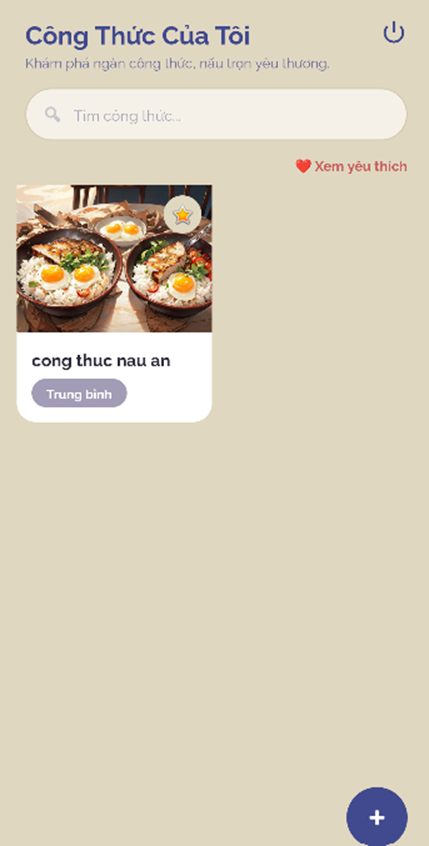 Công Thức Của Tôi
Khám phá ngàn công thức, nấu trọn yêu thương.
Tìm công thức...
❤️ Xem yêu thích
cong thuc nau an
Trung bình
+